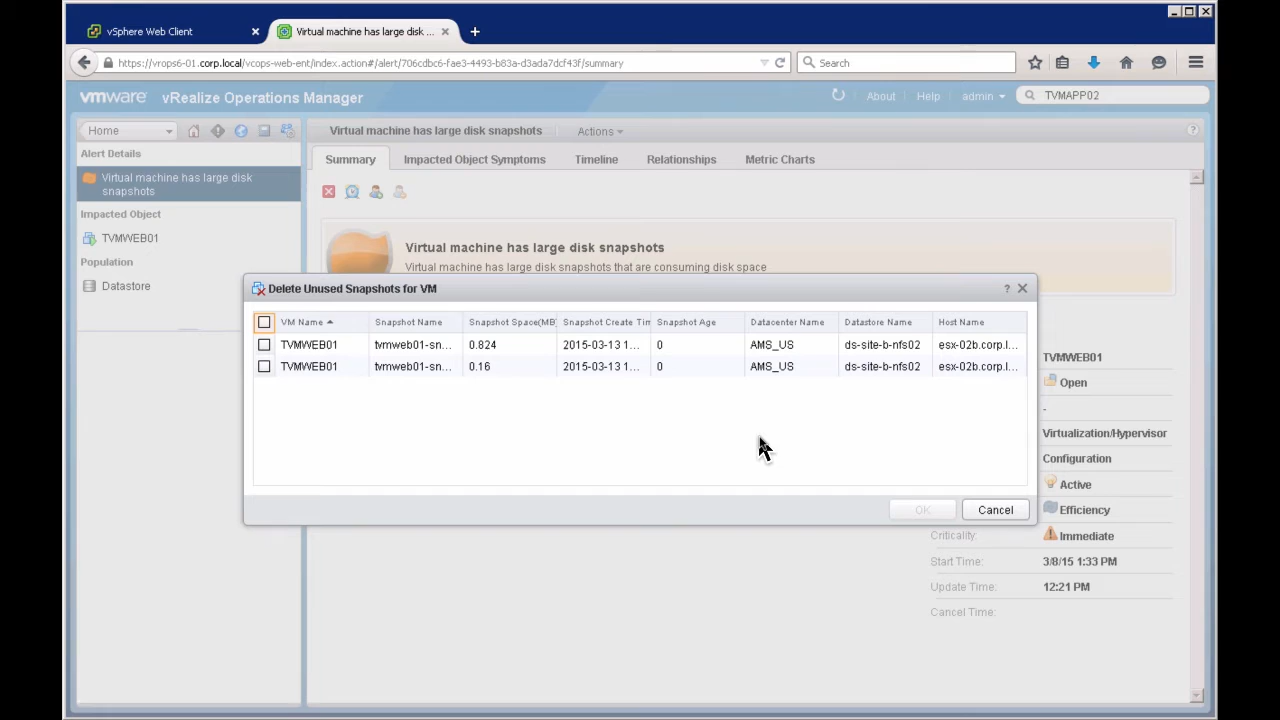 vSphere Web Client
Virtual machine has large disk ...
https://vrops6-01.corp.local/vcops-web-ent/index.action#/alert/706cdbc6-fae3-4493-b83a-d3ada7dcf43f/summary
Search
vmware vRealize Operations Manager
About Help admin TVMAPP02
Home
Virtual machine has large disk snapshots Actions
Alert Details
Summary Impacted Object Symptoms Timeline Relationships Metric Charts
Virtual machine has large disk
snapshots
Impacted Object
TVMWEB01
Population
Datastore
Virtual machine has large disk snapshots
Virtual machine has large disk snapshots that are consuming disk space
Delete Unused Snapshots for VM
VM Name Snapshot Name Snapshot Space(MB Snapshot Create Tim Snapshot Age Datacenter Name Datastore Name Host Name
TVMWEB01 tvmweb01-sn... 0.824 2015-03-13 1... 0 AMS_US ds-site-b-nfs02 esx-02b.corp.l...
TVMWEB01 tvmweb01-sn... 0.16 2015-03-13 1... 0 AMS_US ds-site-b-nfs02 esx-02b.corp.l...
OK Cancel
TVMWEB01
Open
-
Virtualization/Hypervisor
Configuration
Active
Efficiency
Criticality: Immediate
Start Time: 3/8/15 1:33 PM
Update Time: 12:21 PM
Cancel Time: